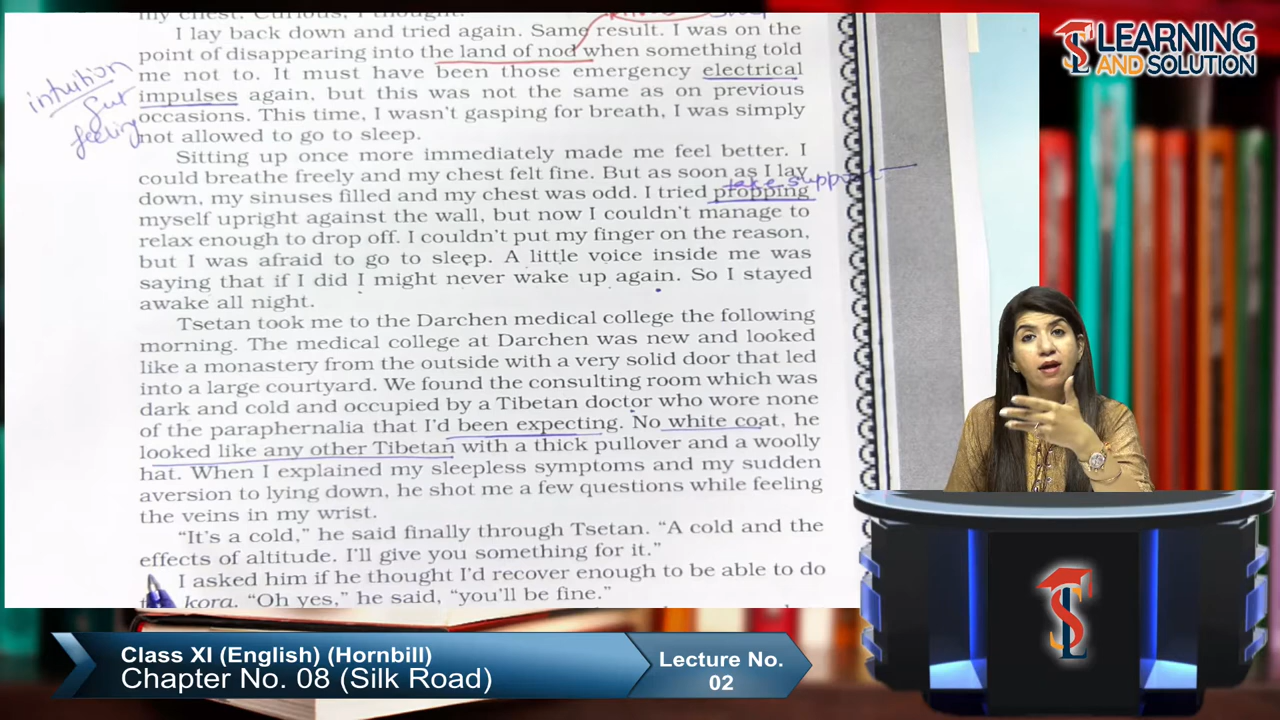 my chest. Curious, I thought.
I lay back down and tried again. Same result. I was on the
point of disappearing into the land of nod when something told
me not to. It must have been those emergency electrical
impulses again, but this was not the same as on previous
occasions. This time, I wasn't gasping for breath, I was simply
not allowed to go to sleep.
intuition
Gut
feeling
Sitting up once more immediately made me feel better. I
could breathe freely and my chest felt fine. But as soon as I lay
down, my sinuses filled and my chest was odd. I tried propping
take support
myself upright against the wall, but now I couldn't manage to
relax enough to drop off. I couldn't put my finger on the reason,
but I was afraid to go to sleep. A little voice inside me was
saying that if I did I might never wake up again. So I stayed
awake all night.
Tsetan took me to the Darchen medical college the following
morning. The medical college at Darchen was new and looked
like a monastery from the outside with a very solid door that led
into a large courtyard. We found the consulting room which was
dark and cold and occupied by a Tibetan doctor who wore none
of the paraphernalia that I'd been expecting. No white coat, he
looked like any other Tibetan with a thick pullover and a woolly
hat. When I explained my sleepless symptoms and my sudden
aversion to lying down, he shot me a few questions while feeling
the veins in my wrist.
"It's a cold," he said finally through Tsetan. "A cold and the
effects of altitude. I'll give you something for it."
I asked him if he thought I'd recover enough to be able to do
kora. "Oh yes," he said, "you'll be fine."
LEARNING
AND SOLUTION
Class XI (English) (Hornbill)
Chapter No. 08 (Silk Road)
Lecture No.
02